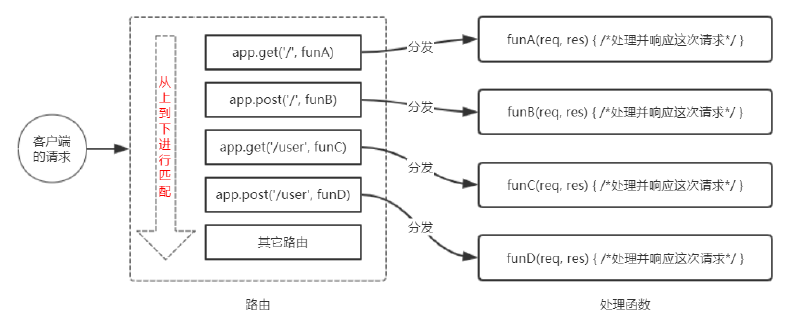 客户端
的请求
从
上
到
下
进
行
匹
配
app.get('/', funA)
app.post('/', funB)
app.get('/user', funC)
app.post('/user', funD)
其它路由
路由
分发
分发
分发
分发
funA(req, res) { /*处理并响应这次请求*/ }
funB(req, res) { /*处理并响应这次请求*/ }
funC(req, res) { /*处理并响应这次请求*/ }
funD(req, res) { /*处理并响应这次请求*/ }
处理函数